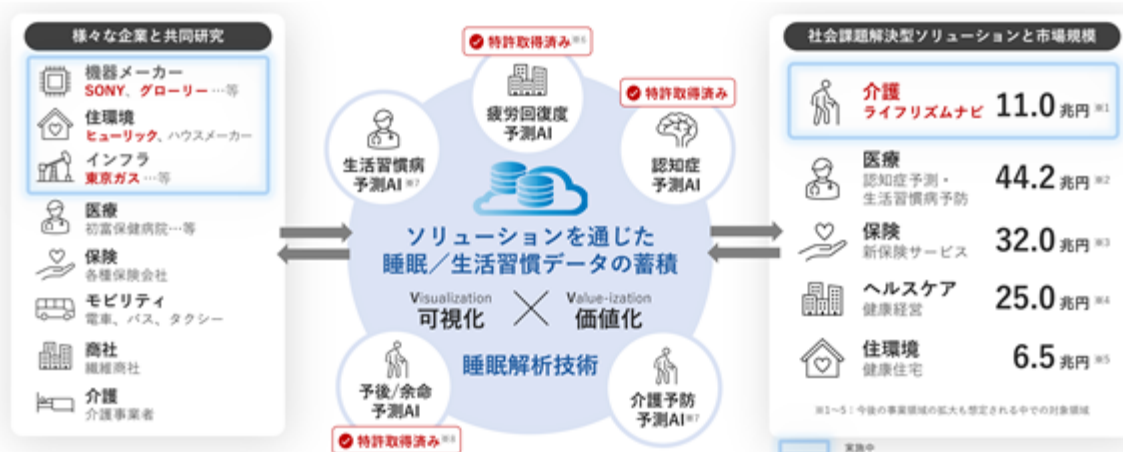 様々な企業と共同研究
機器メーカー
SONY、グローリー…等
住環境
ヒューリック、ハウスメーカー
インフラ
東京ガス…等
医療
初富保健病院…等
保険
各種保険会社
モビリティ
電車、バス、タクシー
商社
繊維商社
介護
介護事業者
特許取得済み※6
疲労回復度
予測AI
特許取得済み
認知症
予測AI
生活習慣病
予測AI※7
ソリューションを通じた
睡眠／生活習慣データの蓄積
Visualization
可視化
Value-ization
価値化
睡眠解析技術
予後/余命
予測AI
特許取得済み※8
介護予防
予測AI※7
社会課題解決型ソリューションと市場規模
介護
ライフリズムナビ
11.0 兆円 ※1
医療
認知症予測・
生活習慣病予防
44.2 兆円 ※2
保険
新保険サービス
32.0 兆円 ※3
ヘルスケア
健康経営
25.0 兆円 ※4
住環境
健康住宅
6.5 兆円 ※5
※1～5：今後の事業領域の拡大も想定される中での対象領域
実施中